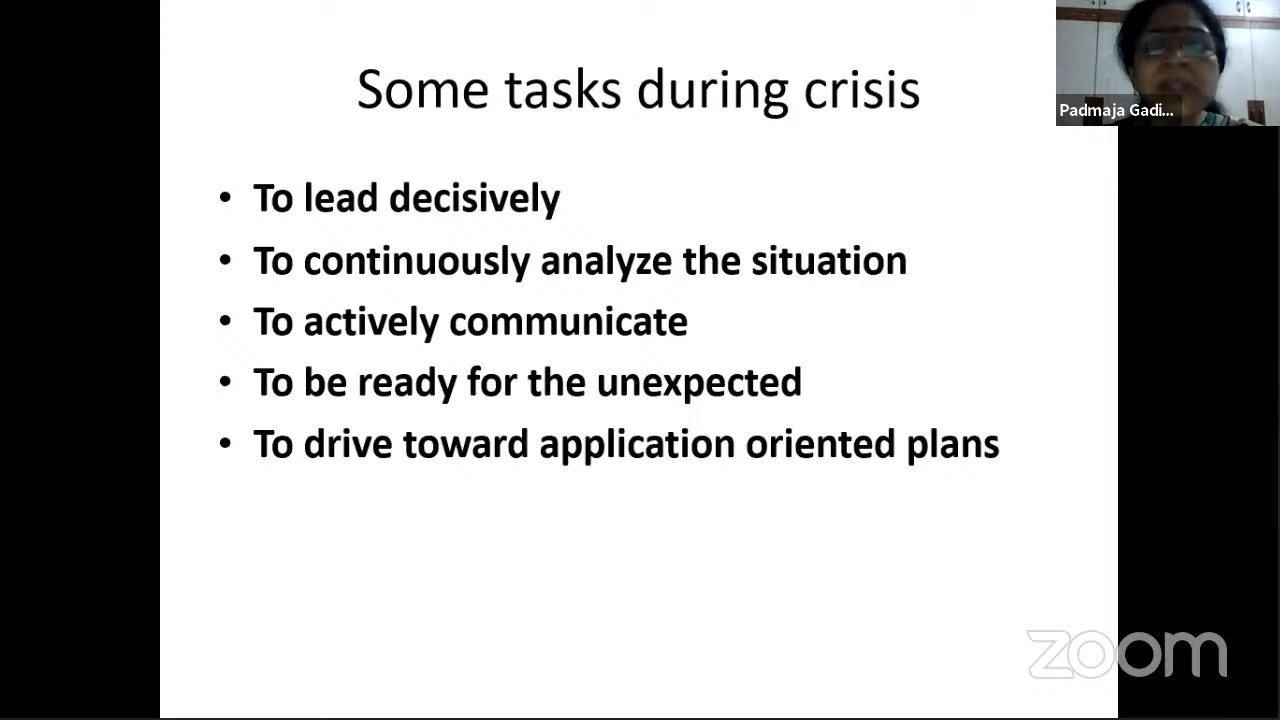 Some tasks during crisis
Padmaja Gadi...
• To lead decisively
• To continuously analyze the situation
• To actively communicate
• To be ready for the unexpected
• To drive toward application oriented plans
zoom